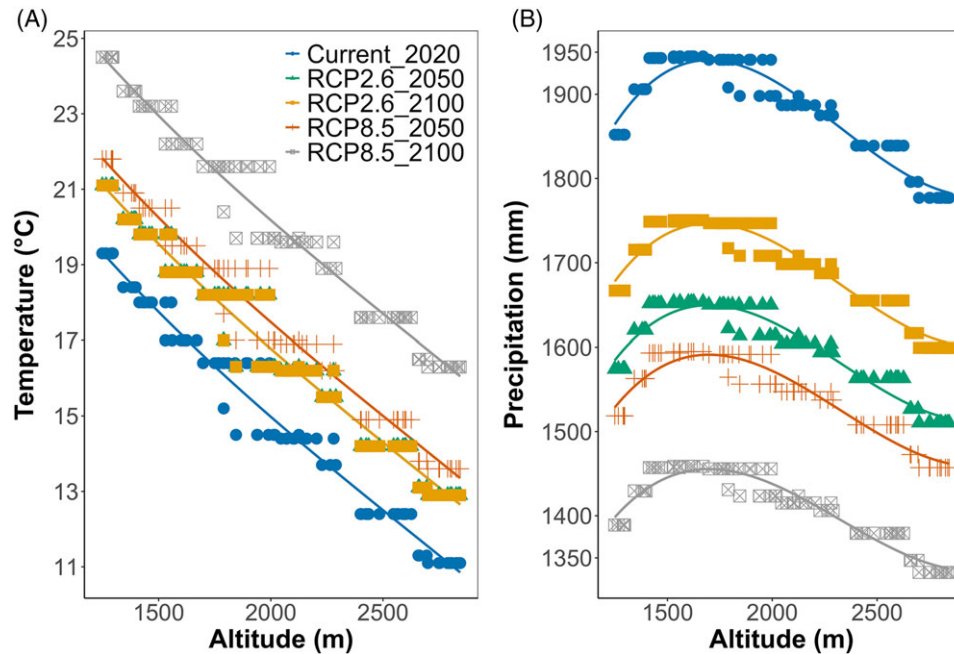 (A)
25
23
21
19
17
15
13
11
Temperature (°C)
Current_2020
RCP2.6_2050
RCP2.6_2100
RCP8.5_2050
RCP8.5_2100
1500 2000 2500
Altitude (m)
(B)
1950
1900
1800
1700
1600
1500
1400
1350
Precipitation (mm)
1500 2000 2500
Altitude (m)